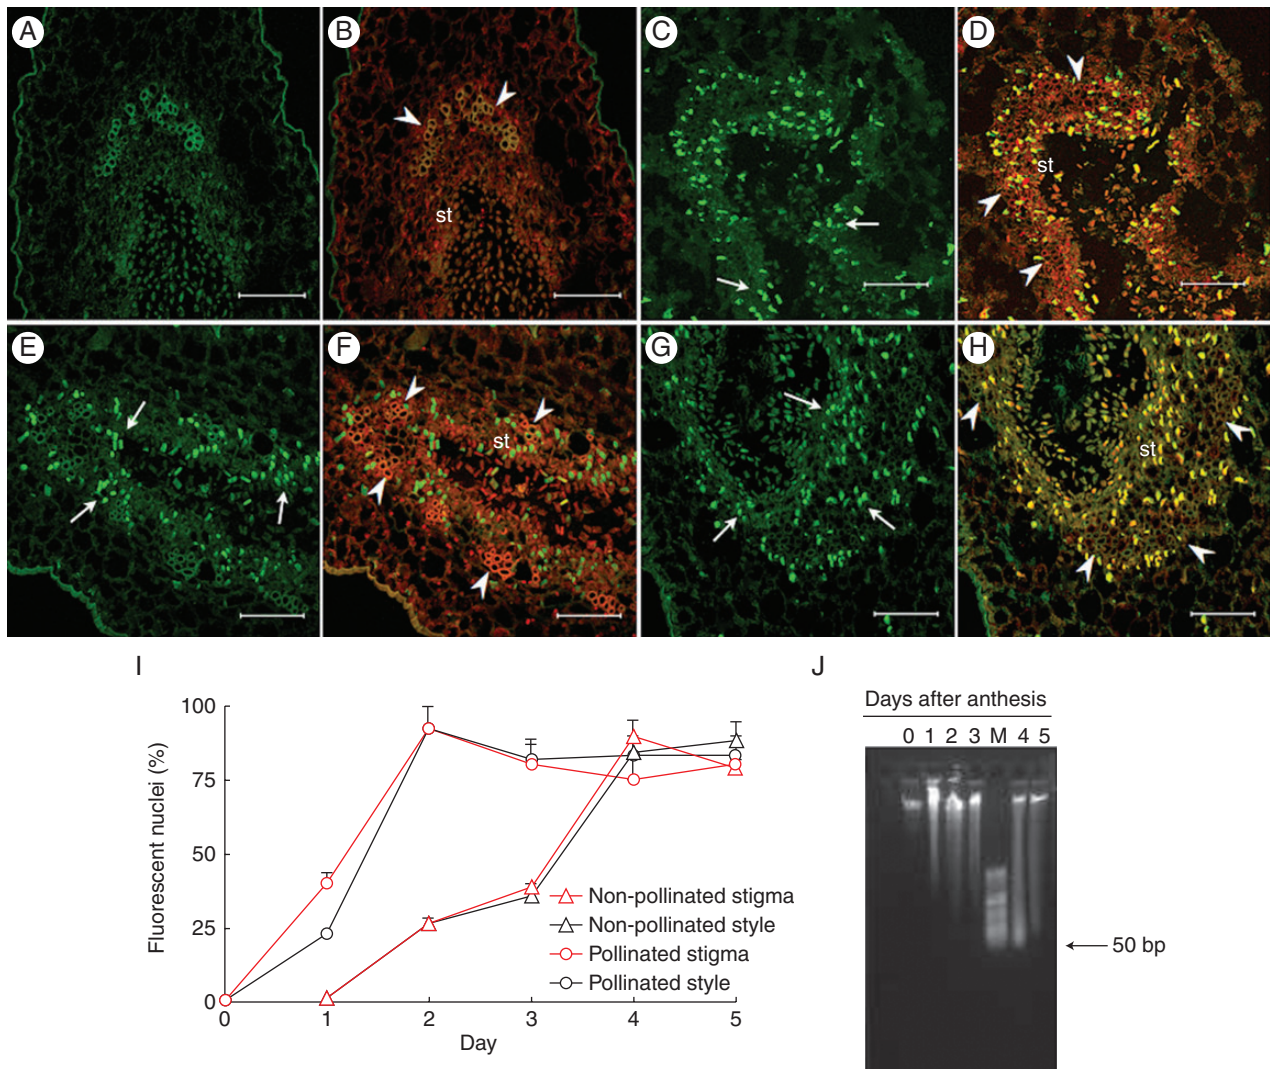 A
B
C
D
st
st
E
F
G
H
st
st
I
J
100
75
50
25
0
Fluorescent nuclei (%)
0 1 2 3 4 5
Day
Non-pollinated stigma
Non-pollinated style
Pollinated stigma
Pollinated style
Days after anthesis
0 1 2 3 M 4 5
50 bp